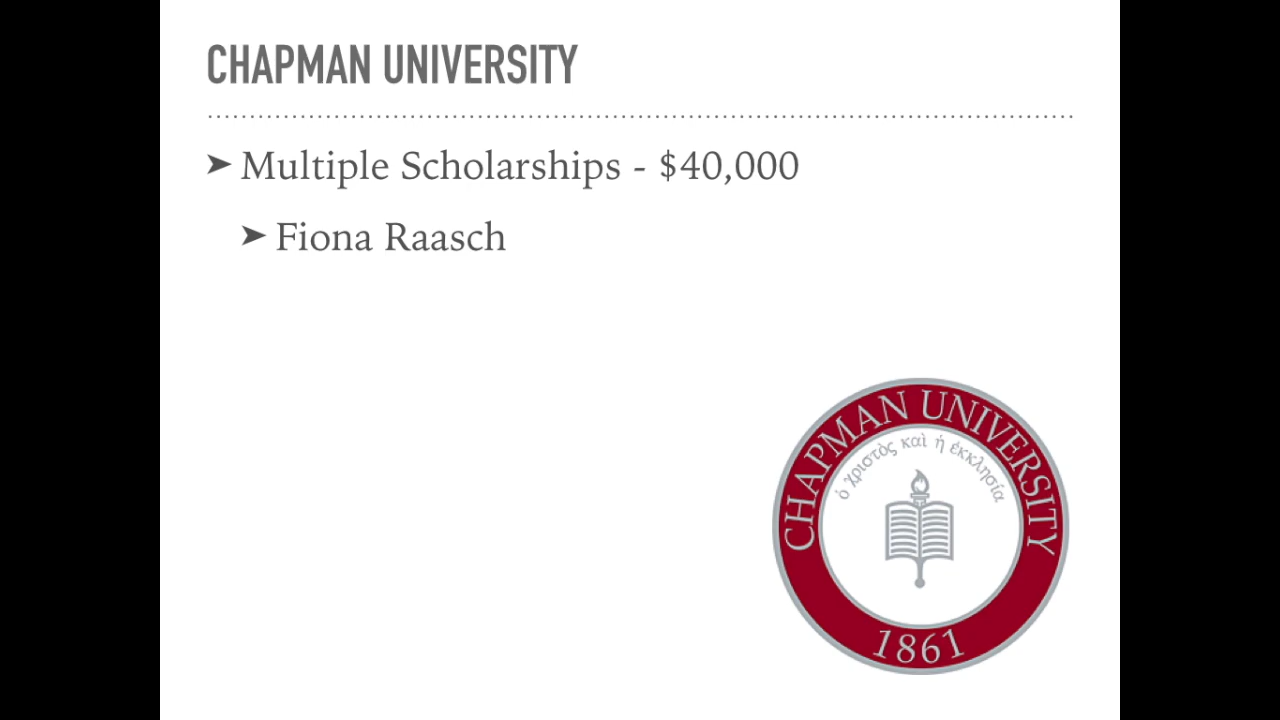 CHAPMAN UNIVERSITY
➤ Multiple Scholarships - $40,000
➤ Fiona Raasch
CHAPMAN UNIVERSITY
ὁ χριστὸς καὶ ἡ ἐκκλησία
1861